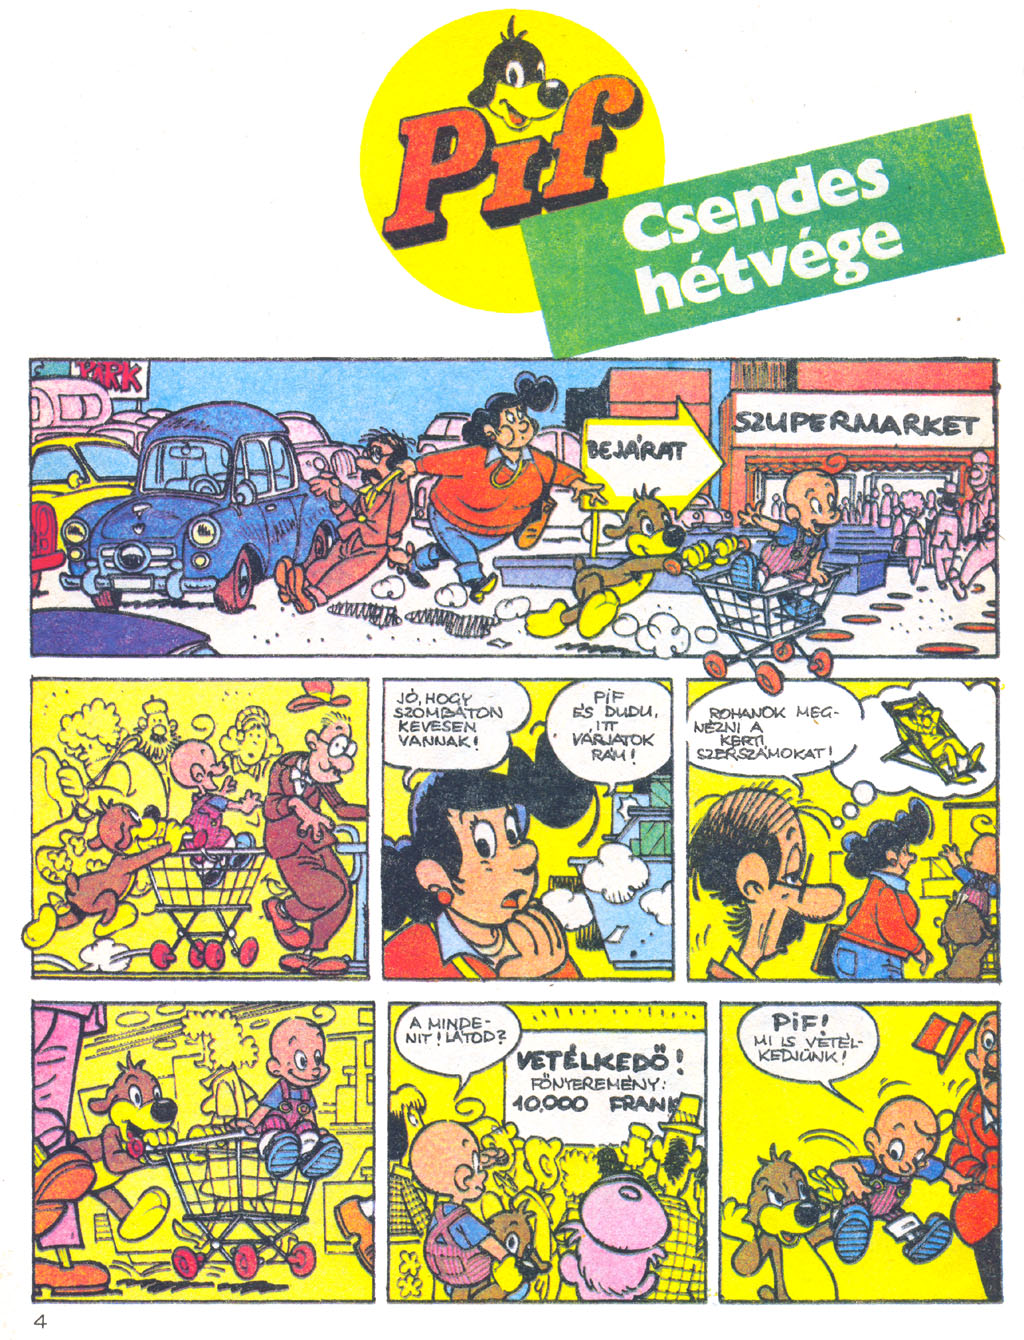 Pif
Csendes
hétvége
PARK
BEJÁRAT
SZUPERMARKET
JÓ, HOGY
SZOMBATON
KEVESEN
VANNAK!
PIF
ÉS DUDU,
ITT
VÁRJATOK
RÁM!
ROHANOK MEG-
NÉZNI A
KERTI
SZERSZÁMOKAT!
A MINDE-
NIT! LÁTOD?
VETÉLKEDŐ!
FŐNYEREMÉNY:
10.000 FRANK
PIF!
MI IS VETÉL-
KEDJÜNK!
4